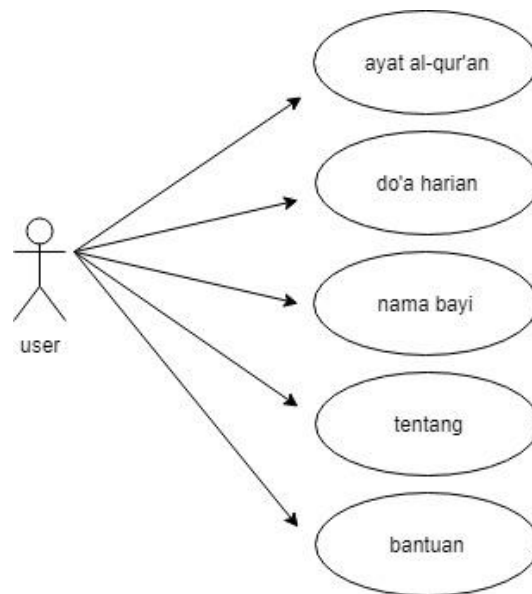 ayat al-qur'an
do'a harian
nama bayi
user
tentang
bantuan